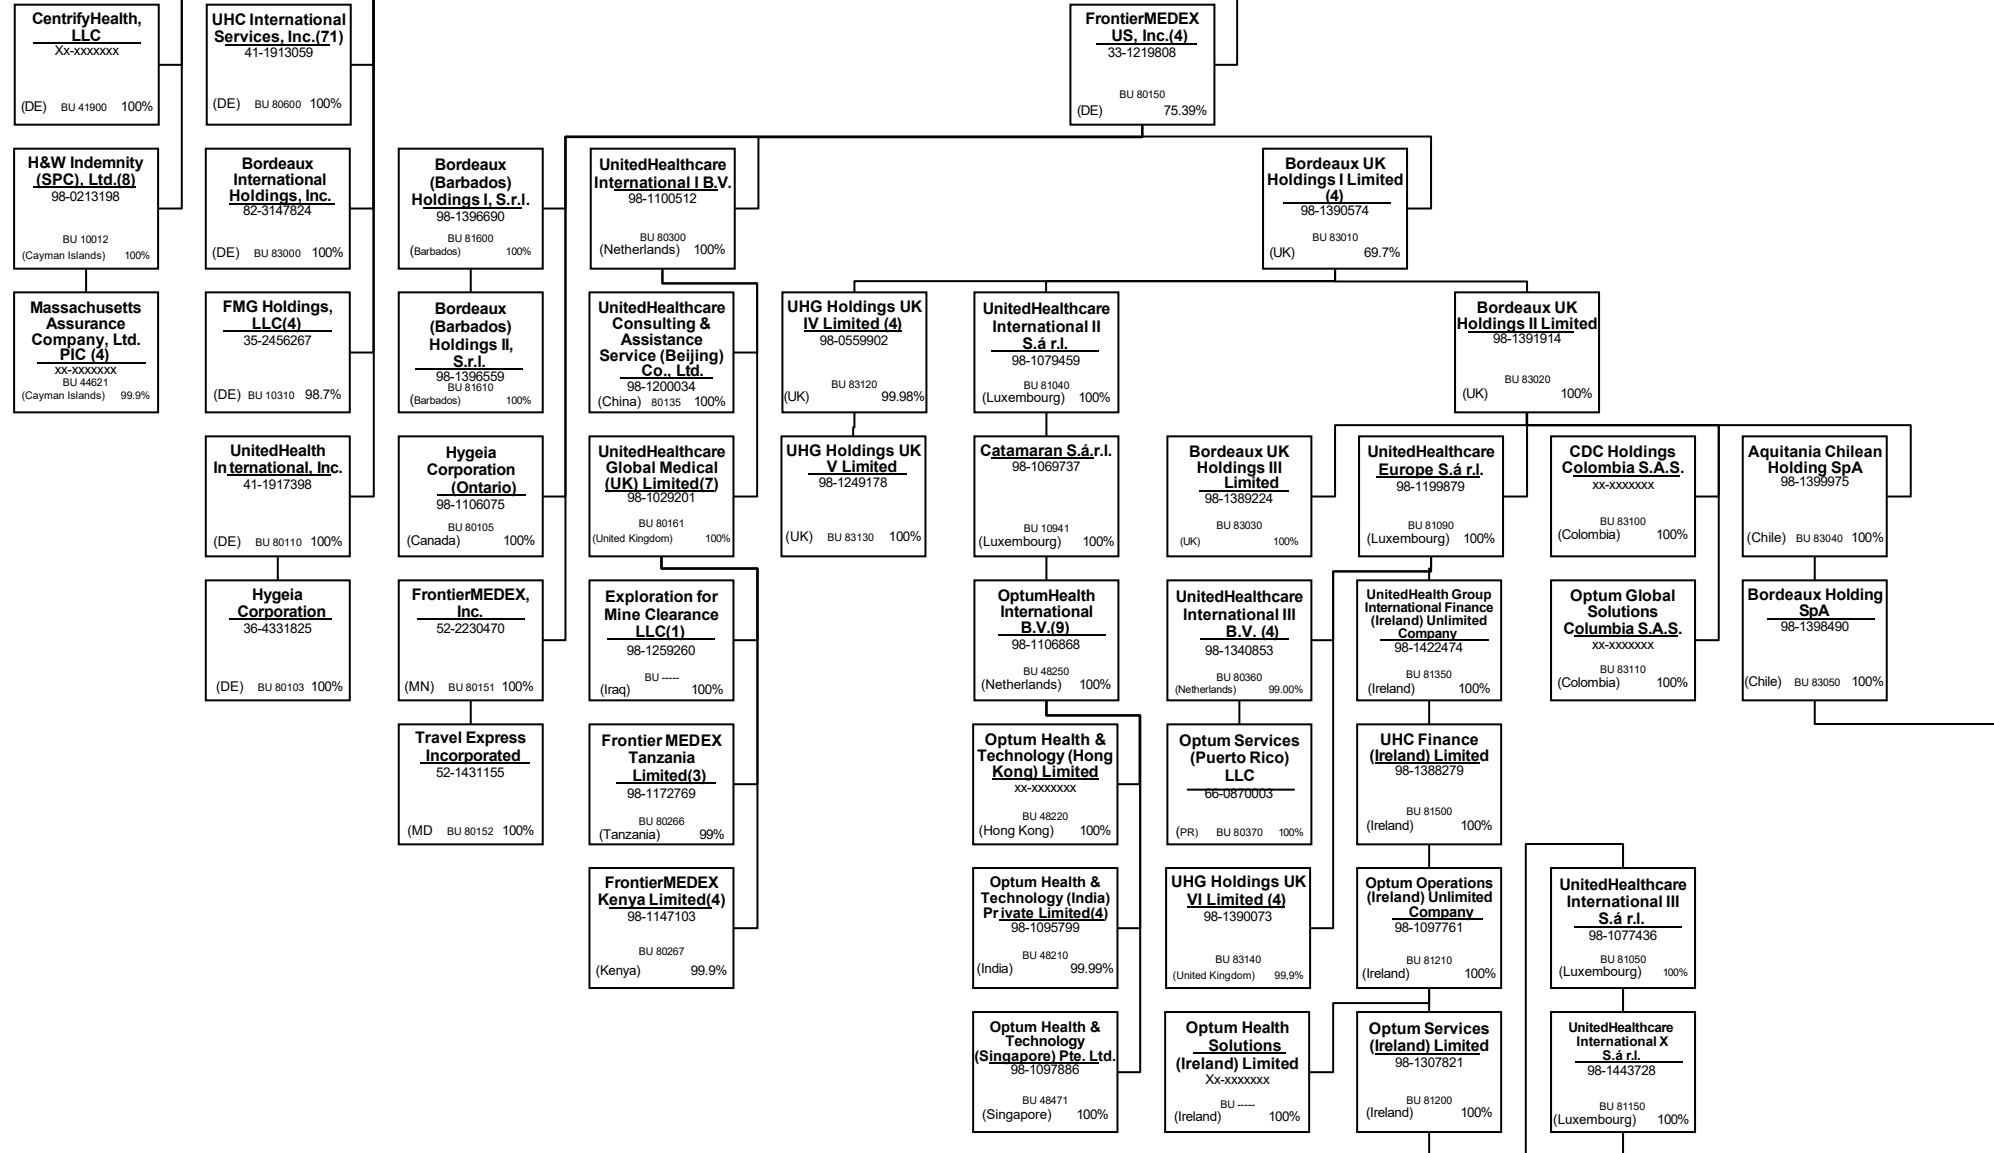 CentrifyHealth,
LLC
Xx-xxxxxxx
(DE) BU 41900 100%
UHC International
Services, Inc.(71)
41-1913059
(DE) BU 80600 100%
FrontierMEDEX
US, Inc.(4)
33-1219808
BU 80150
(DE) 75.39%
H&W Indemnity
(SPC), Ltd.(8)
98-0213198
BU 10012
(Cayman Islands) 100%
Bordeaux
International
Holdings, Inc.
82-3147824
(DE) BU 83000 100%
Bordeaux
(Barbados)
Holdings I, S.r.l.
98-1396690
BU 81600
(Barbados) 100%
UnitedHealthcare
International I B.V.
98-1100512
BU 80300
(Netherlands) 100%
Bordeaux UK
Holdings I Limited
(4)
98-1390574
BU 83010
(UK) 69.7%
Massachusetts
Assurance
Company, Ltd.
PIC (4)
xx-xxxxxxx
BU 44621
(Cayman Islands) 99.9%
FMG Holdings,
LLC(4)
35-2456267
(DE) BU 10310 98.7%
Bordeaux
(Barbados)
Holdings II,
S.r.l.
98-1396559
BU 81610
(Barbados) 100%
UnitedHealthcare
Consulting &
Assistance
Service (Beijing)
Co., Ltd.
98-1200034
(China) 80135 100%
UHG Holdings UK
IV Limited (4)
98-0559902
BU 83120
(UK) 99.98%
UnitedHealthcare
International II
S.á r.l.
98-1079459
BU 81040
(Luxembourg) 100%
Bordeaux UK
Holdings II Limited
98-1391914
BU 83020
(UK) 100%
UnitedHealth
International, Inc.
41-1917398
(DE) BU 80110 100%
Hygeia
Corporation
(Ontario)
98-1106075
BU 80105
(Canada) 100%
UnitedHealthcare
Global Medical
(UK) Limited(7)
98-1029201
BU 80161
(United Kingdom) 100%
UHG Holdings UK
V Limited
98-1249178
(UK) BU 83130 100%
Catamaran S.á.r.l.
98-1069737
BU 10941
(Luxembourg) 100%
Bordeaux UK
Holdings III
Limited
98-1389224
BU 83030
(UK) 100%
UnitedHealthcare
Europe S.á r.l.
98-1199879
BU 81090
(Luxembourg) 100%
CDC Holdings
Colombia S.A.S.
xx-xxxxxxx
BU 83100
(Colombia) 100%
Aquitania Chilean
Holding SpA
98-1399975
(Chile) BU 83040 100%
Hygeia
Corporation
36-4331825
(DE) BU 80103 100%
FrontierMEDEX,
Inc.
52-2230470
(MN) BU 80151 100%
Exploration for
Mine Clearance
LLC(1)
98-1259260
BU -----
(Iraq) 100%
OptumHealth
International
B.V.(9)
98-1106868
BU 48250
(Netherlands) 100%
UnitedHealthcare
International III
B.V. (4)
98-1340853
BU 80360
(Netherlands) 99.00%
UnitedHealth Group
International Finance
(Ireland) Unlimited
Company
98-1422474
BU 81350
(Ireland) 100%
Optum Global
Solutions
Columbia S.A.S.
xx-xxxxxxx
BU 83110
(Colombia) 100%
Bordeaux Holding
SpA
98-1398490
(Chile) BU 83050 100%
Travel Express
Incorporated
52-1431155
(MD BU 80152 100%
Frontier MEDEX
Tanzania
Limited(3)
98-1172769
BU 80266
(Tanzania) 99%
Optum Health &
Technology (Hong
Kong) Limited
xx-xxxxxxx
BU 48220
(Hong Kong) 100%
Optum Services
(Puerto Rico)
LLC
66-0870003
(PR) BU 80370 100%
UHC Finance
(Ireland) Limited
98-1388279
BU 81500
(Ireland) 100%
FrontierMEDEX
Kenya Limited(4)
98-1147103
BU 80267
(Kenya) 99.9%
Optum Health &
Technology (India)
Private Limited(4)
98-1095799
BU 48210
(India) 99.99%
UHG Holdings UK
VI Limited (4)
98-1390073
BU 83140
(United Kingdom) 99,9%
Optum Operations
(Ireland) Unlimited
Company
98-1097761
BU 81210
(Ireland) 100%
UnitedHealthcare
International III
S.á r.l.
98-1077436
BU 81050
(Luxembourg) 100%
Optum Health &
Technology
(Singapore) Pte. Ltd.
98-1097886
BU 48471
(Singapore) 100%
Optum Health
Solutions
(Ireland) Limited
Xx-xxxxxxx
BU -----
(Ireland) 100%
Optum Services
(Ireland) Limited
98-1307821
BU 81200
(Ireland) 100%
UnitedHealthcare
International X
S.á r.l.
98-1443728
BU 81150
(Luxembourg) 100%